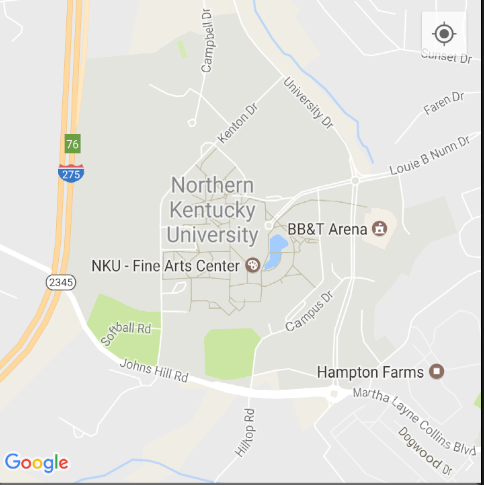 Campbell Dr
Sunset Dr
Faren Dr
University Dr
Kenton Dr
76
Louie B Nunn Dr
275
Northern
Kentucky
University
BB&T Arena
NKU - Fine Arts Center
2345
Softball Rd
Campus Dr
Johns Hill Rd
Hampton Farms
Martha Layne Collins Blvd
Hilltop Rd
Dogwood Dr
Google